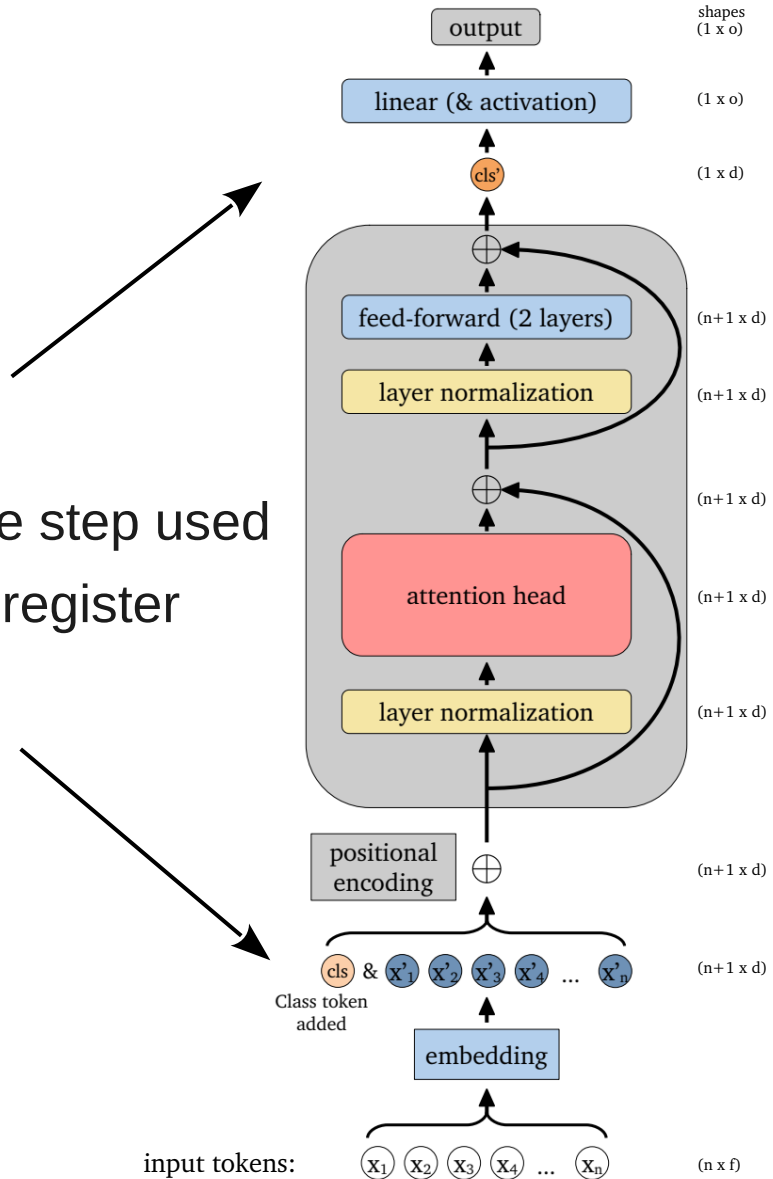 shapes
output (1 x o)
linear (& activation) (1 x o)
cls' (1 x d)
feed-forward (2 layers) (n+1 x d)
layer normalization (n+1 x d)
(n+1 x d)
e step used
register
attention head (n+1 x d)
layer normalization (n+1 x d)
positional
encoding (n+1 x d)
cls & x'₁ x'₂ x'₃ x'₄ ... x'ₙ (n+1 x d)
Class token
added
embedding
input tokens: x₁ x₂ x₃ x₄ ... xₙ (n x f)